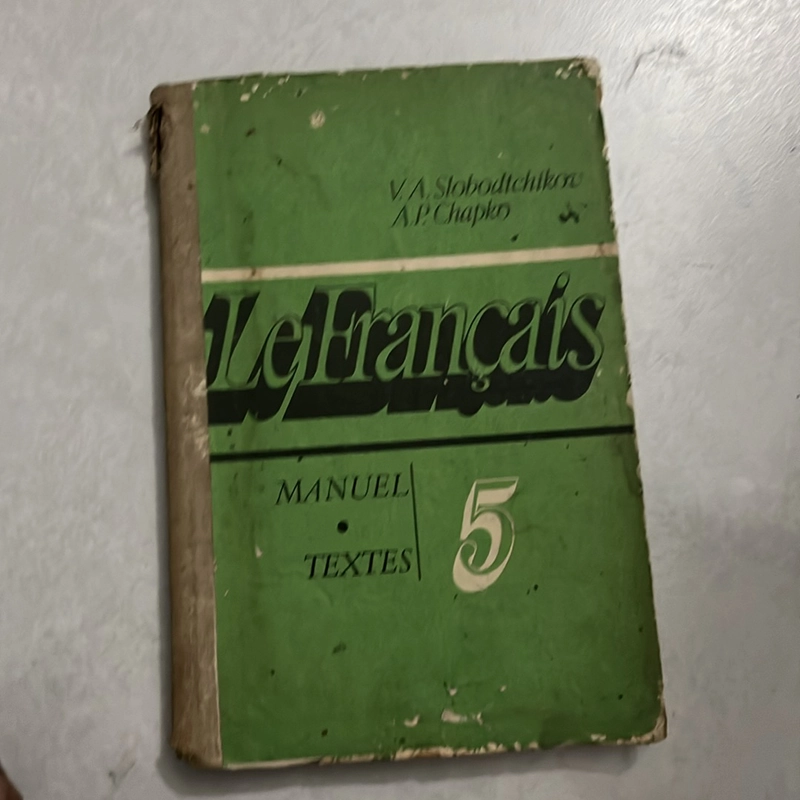 V. A. Slobodtchikov
A. P. Chapko
Le Français
MANUEL
•
TEXTES
5